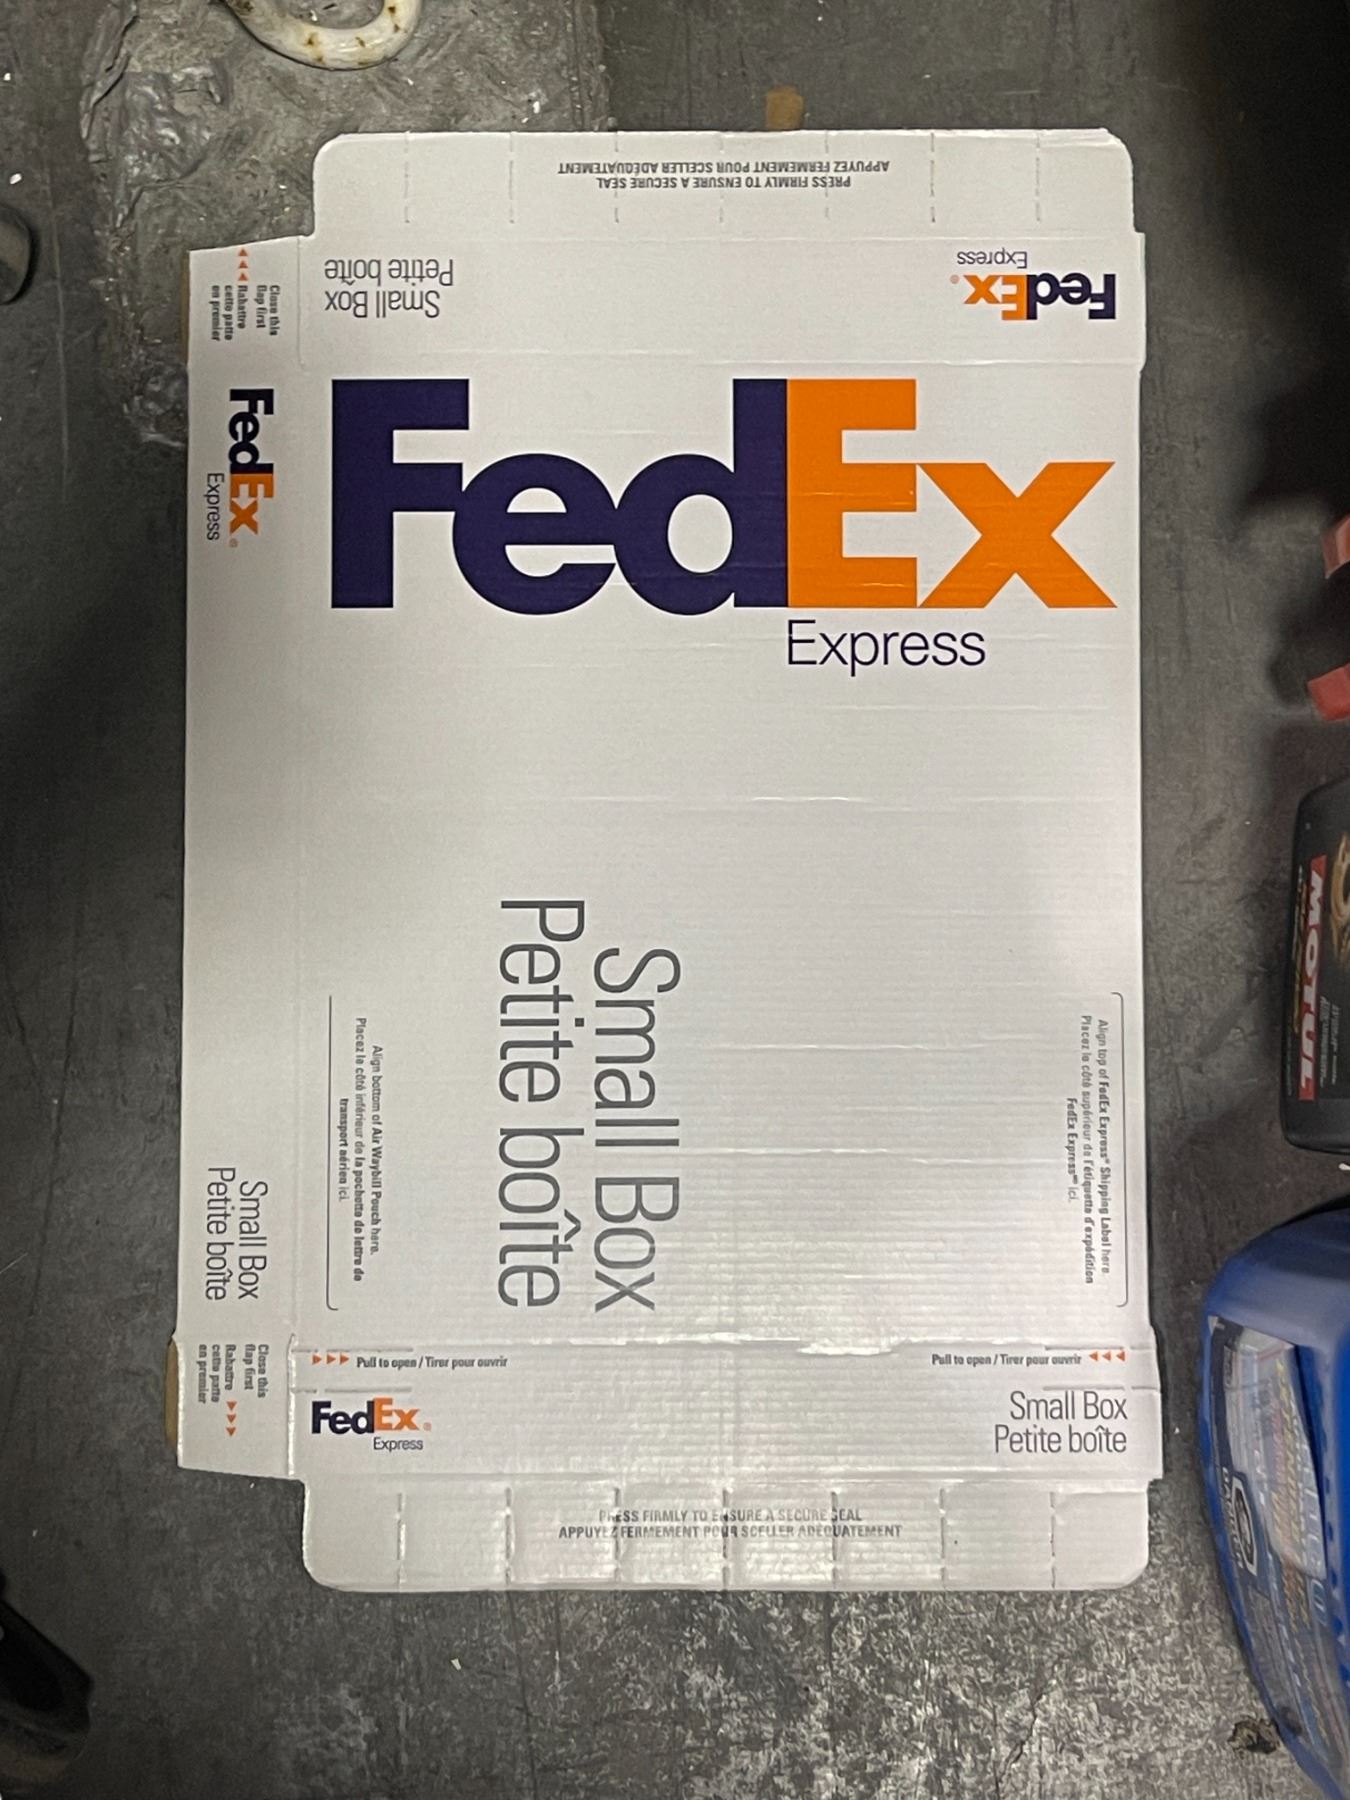 APPUYEZ FERMEMENT POUR SCELLER ADÉQUATEMENT
PRESS FIRMLY TO ENSURE A SECURE SEAL
Small Box
Petite boîte
FedEx®
Express
Close this
flap first
Rabattre
cette patte
en premier
FedEx®
Express
FedEx
Express
Small Box
Petite boîte
Align bottom of Air Waybill Pouch here.
Placez le côté inférieur de la pochette de lettre de
transport aérien ici.
Align top of FedEx Express® Shipping Label here.
Placez le côté supérieur de l'étiquette d'expédition
FedEx Express ici.
Small Box
Petite boîte
Close this
flap first
Rabattre
cette patte
en premier
Pull to open / Tirer pour ouvrir
Pull to open / Tirer pour ouvrir
FedEx®
Express
Small Box
Petite boîte
PRESS FIRMLY TO ENSURE A SECURE SEAL
APPUYEZ FERMEMENT POUR SCELLER ADÉQUATEMENT
MOTUL